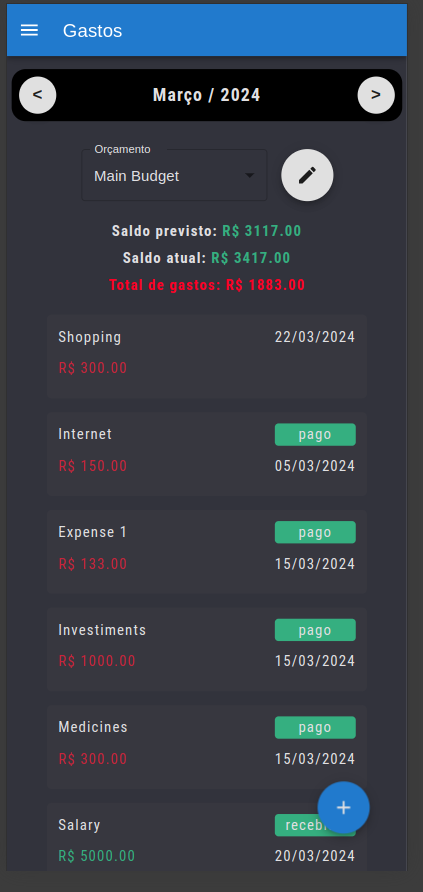 Gastos
< Março / 2024 >
Orçamento
Main Budget
Saldo previsto: R$ 3117.00
Saldo atual: R$ 3417.00
Total de gastos: R$ 1883.00
Shopping 22/03/2024
R$ 300.00
Internet pago
R$ 150.00 05/03/2024
Expense 1 pago
R$ 133.00 15/03/2024
Investiments pago
R$ 1000.00 15/03/2024
Medicines pago
R$ 300.00 15/03/2024
Salary
R$ 5000.00 20/03/2024